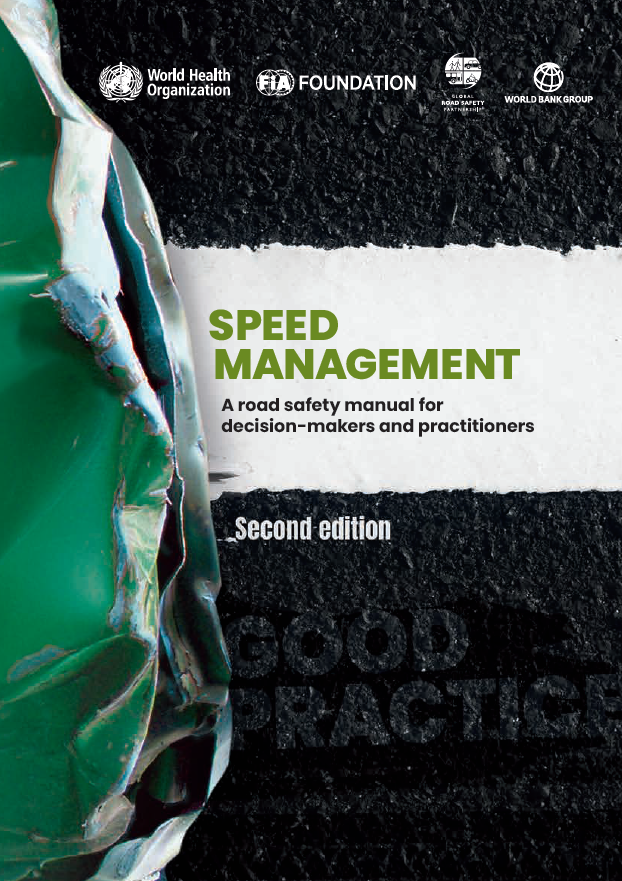 World Health
Organization
FIA FOUNDATION
GLOBAL
ROAD SAFETY
PARTNERSHIP
WORLD BANK GROUP
SPEED
MANAGEMENT
A road safety manual for
decision-makers and practitioners
Second edition
GOOD
PRACTICE